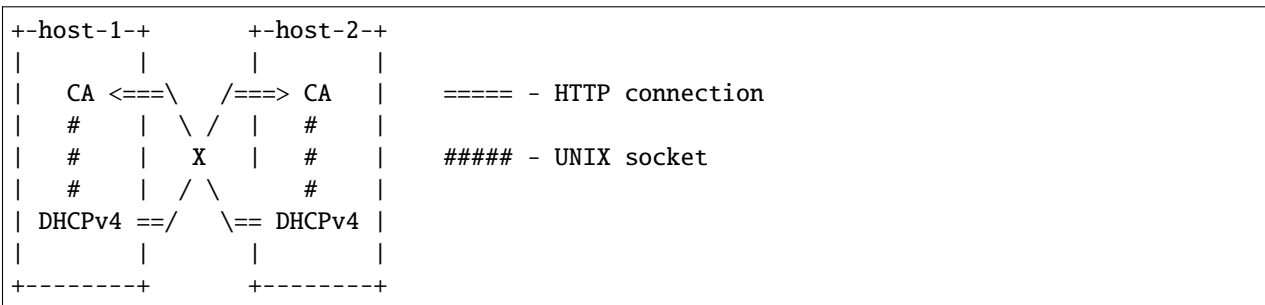 +-host-1-+       +-host-2-+
|        |       |        |
|   CA <===\   /===> CA   |    ===== - HTTP connection
|   #    |  \ /  |   #    |
|   #    |   X   |   #    |    ##### - UNIX socket
|   #    |  / \      #    |
| DHCPv4 ==/   \== DHCPv4 |
|        |       |        |
+--------+       +--------+